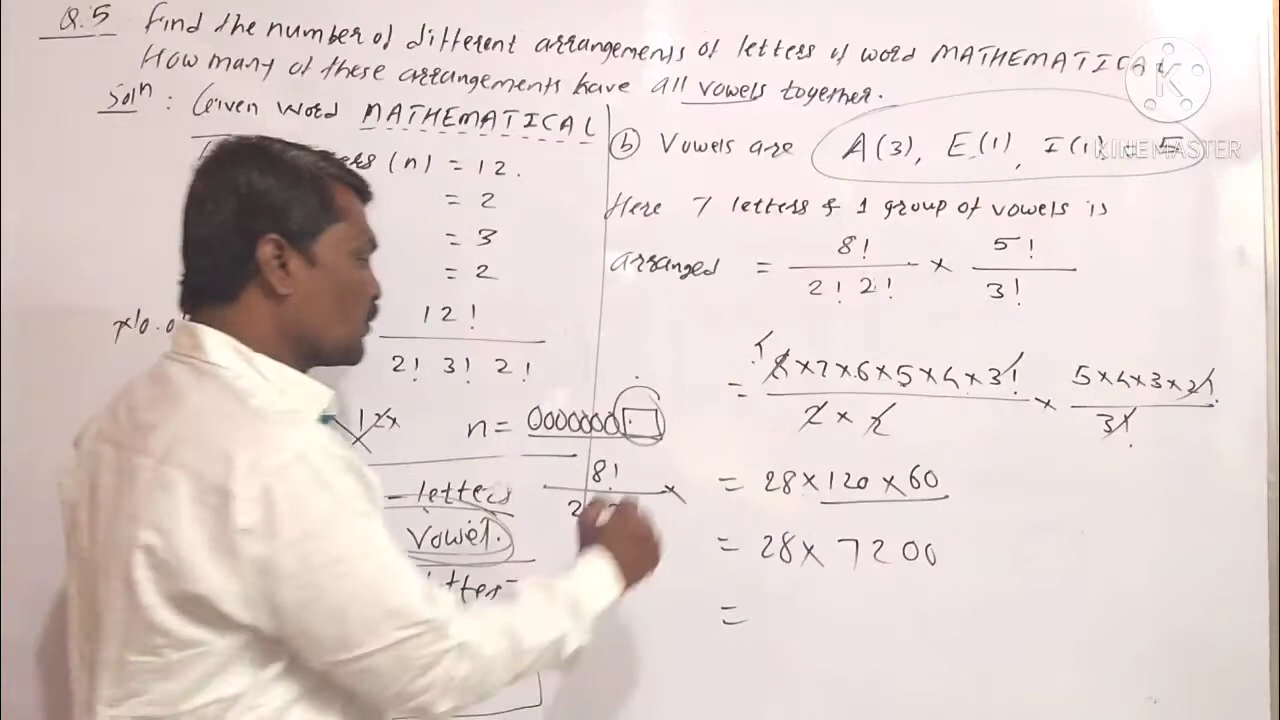 Q.5 Find the number of different arrangements of letters of word MATHEMATICAL
How many of these arrangements have all vowels together.
Solⁿ : Given word MATHEMATICAL
(n) = 12.
= 2
= 3
= 2
12!
2! 3! 2!
n = 0000000
letters
vowel.
8!
×
(b) Vowels are A(3), E(1), I(1) = 5
KINEMASTER
Here 7 letters & 1 group of vowels is
arranged = 8! / 2! 2! × 5! / 3!
= 8×7×6×5×4×3! / 2×2 × 5×4×3×2! / 3!
= 28×120×60
= 28×7200
=